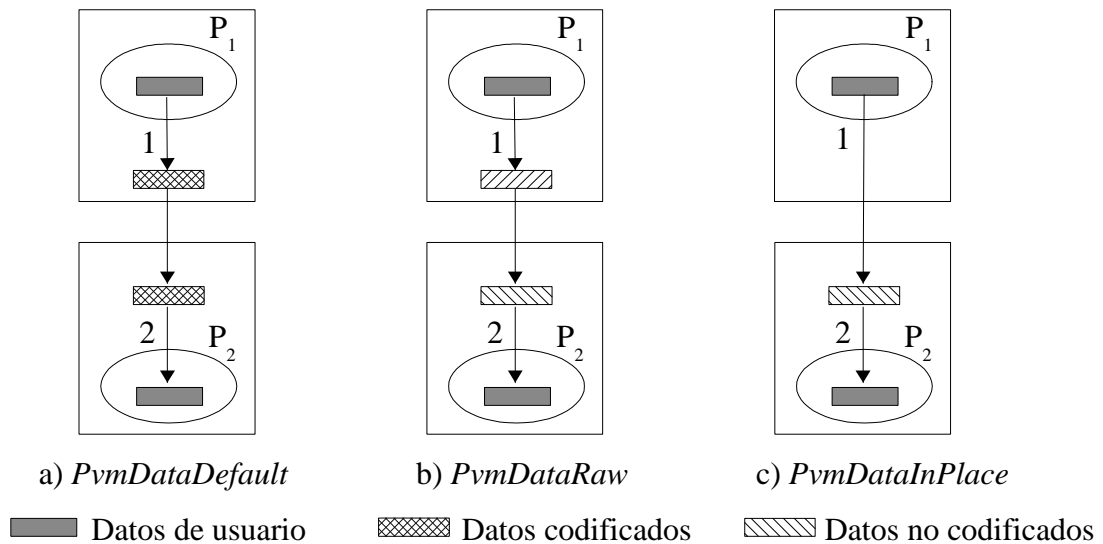 P1 P1 P1
1 1 1
2 2 2
P2 P2 P2
a) PvmDataDefault b) PvmDataRaw c) PvmDataInPlace
Datos de usuario Datos codificados Datos no codificados